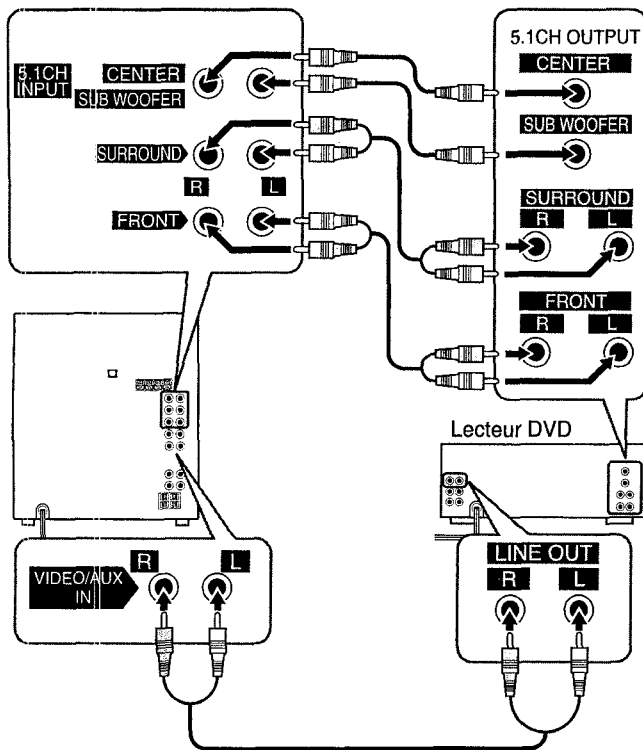 5.1CH
INPUT
CENTER
SUB WOOFER
SURROUND
R L
FRONT
5.1CH OUTPUT
CENTER
SUB WOOFER
SURROUND
R L
FRONT
R L
Lecteur DVD
VIDEO/AUX
IN
R L
LINE OUT
R L